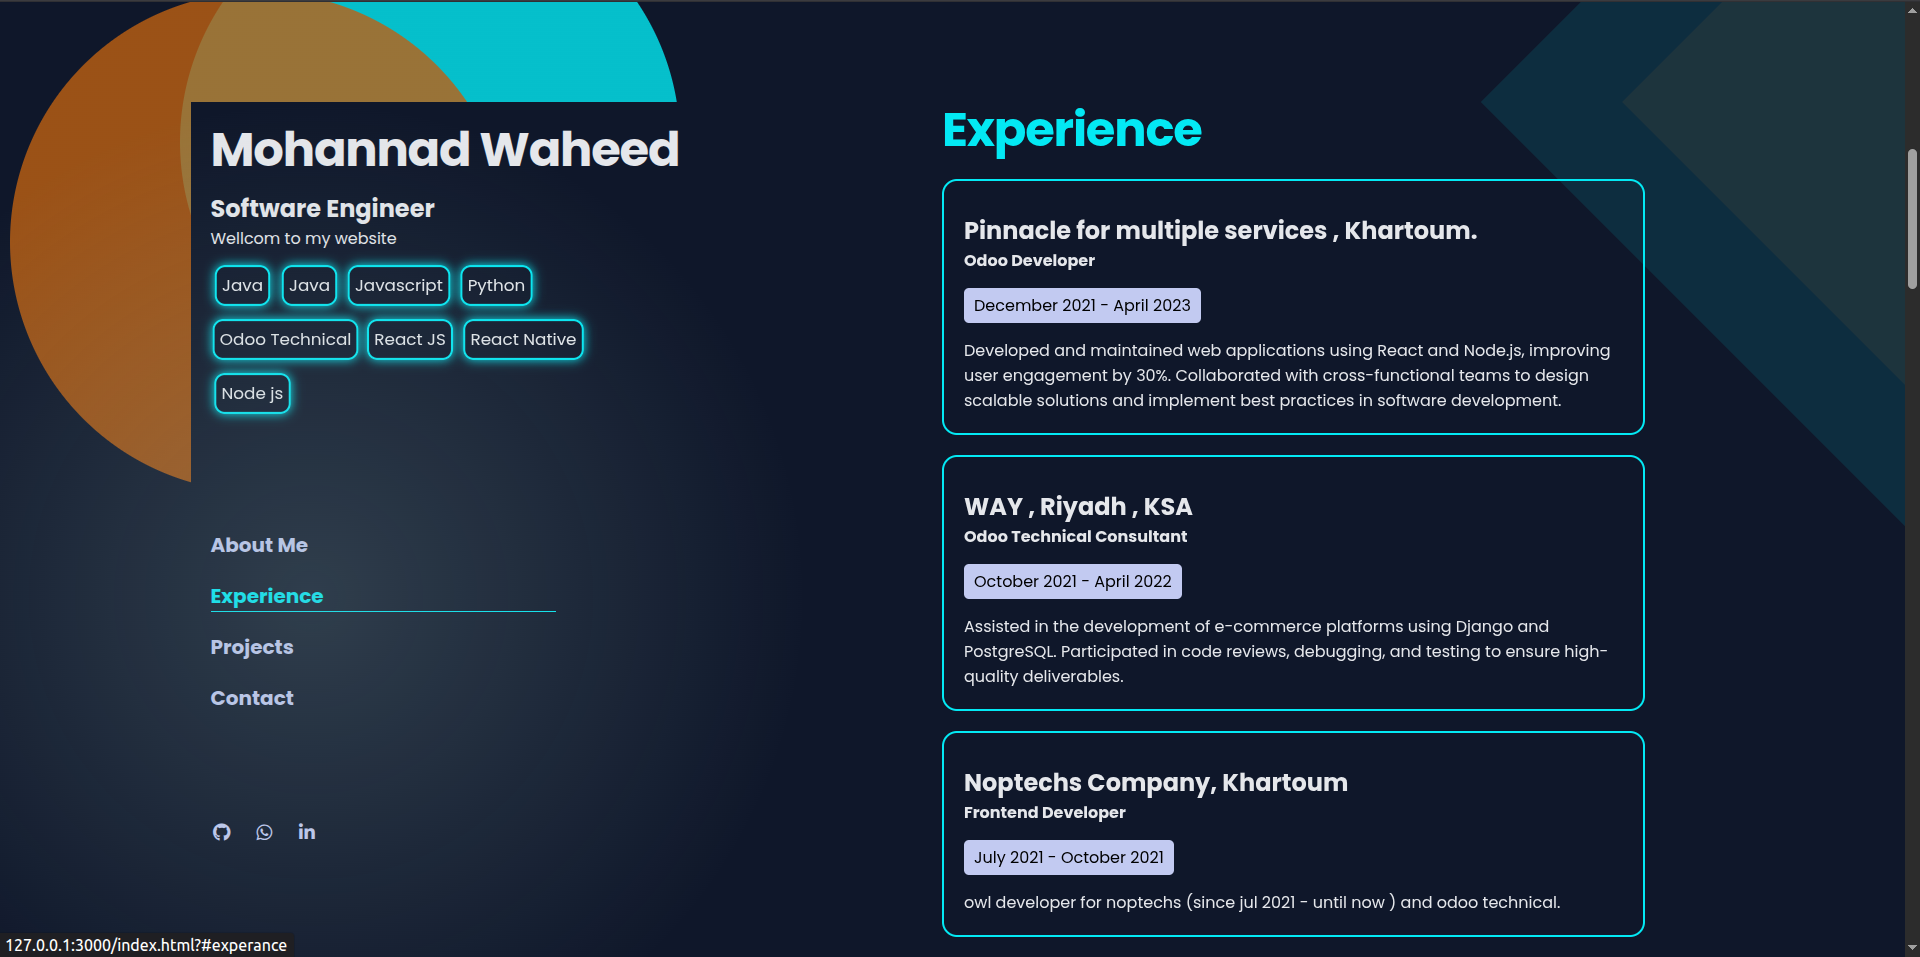 Mohannad Waheed
Software Engineer
Wellcom to my website
Java Java Javascript Python
Odoo Technical React JS React Native
Node js
About Me
Experience
Projects
Contact
Experience
Pinnacle for multiple services , Khartoum.
Odoo Developer
December 2021 - April 2023
Developed and maintained web applications using React and Node.js, improving
user engagement by 30%. Collaborated with cross-functional teams to design
scalable solutions and implement best practices in software development.
WAY , Riyadh , KSA
Odoo Technical Consultant
October 2021 - April 2022
Assisted in the development of e-commerce platforms using Django and
PostgreSQL. Participated in code reviews, debugging, and testing to ensure high-
quality deliverables.
Noptechs Company, Khartoum
Frontend Developer
July 2021 - October 2021
owl developer for noptechs (since jul 2021 - until now ) and odoo technical.
127.0.0.1:3000/index.html?#experance